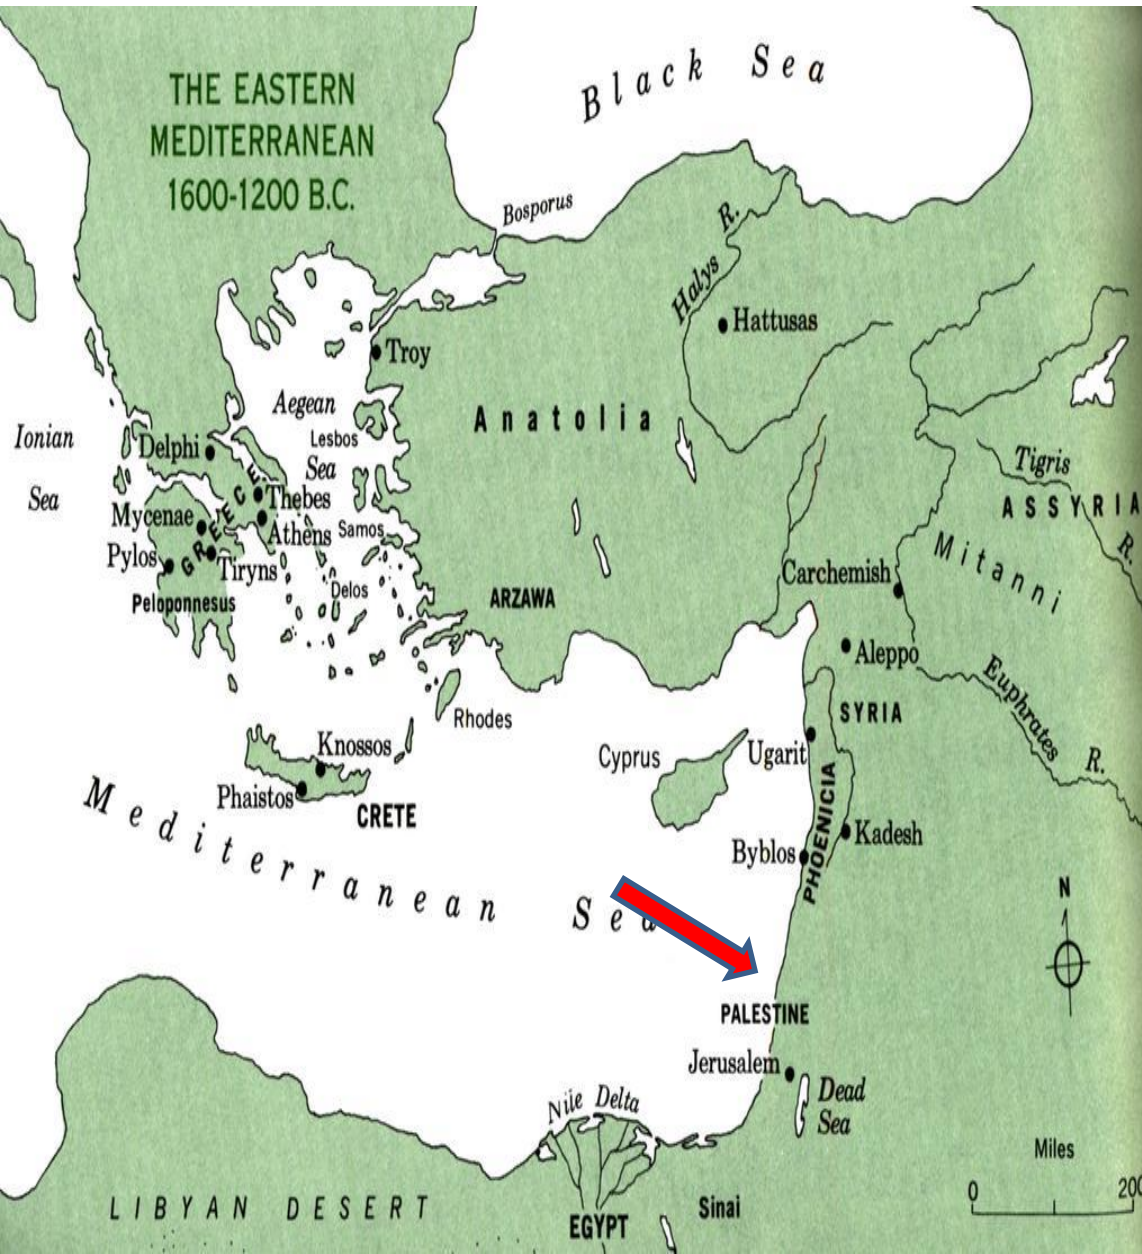 Black Sea
THE EASTERN
MEDITERRANEAN
1600-1200 B.C.
Bosporus
Halys R.
Hattusas
Troy
Aegean
Sea
Anatolia
Ionian
Sea
Lesbos
Delphi
GREECE
Thebes
Mycenae
Athens
Samos
Pylos
Tiryns
Delos
Peloponnesus
ARZAWA
Tigris
R.
ASSYRIA
Mitanni
Carchemish
Aleppo
Euphrates
R.
SYRIA
Rhodes
Knossos
Phaistos
CRETE
Cyprus
Ugarit
PHOENICIA
Kadesh
Byblos
Mediterranean Sea
N
PALESTINE
Jerusalem
Dead
Sea
Nile Delta
Miles
0
200
LIBYAN DESERT
EGYPT
Sinai